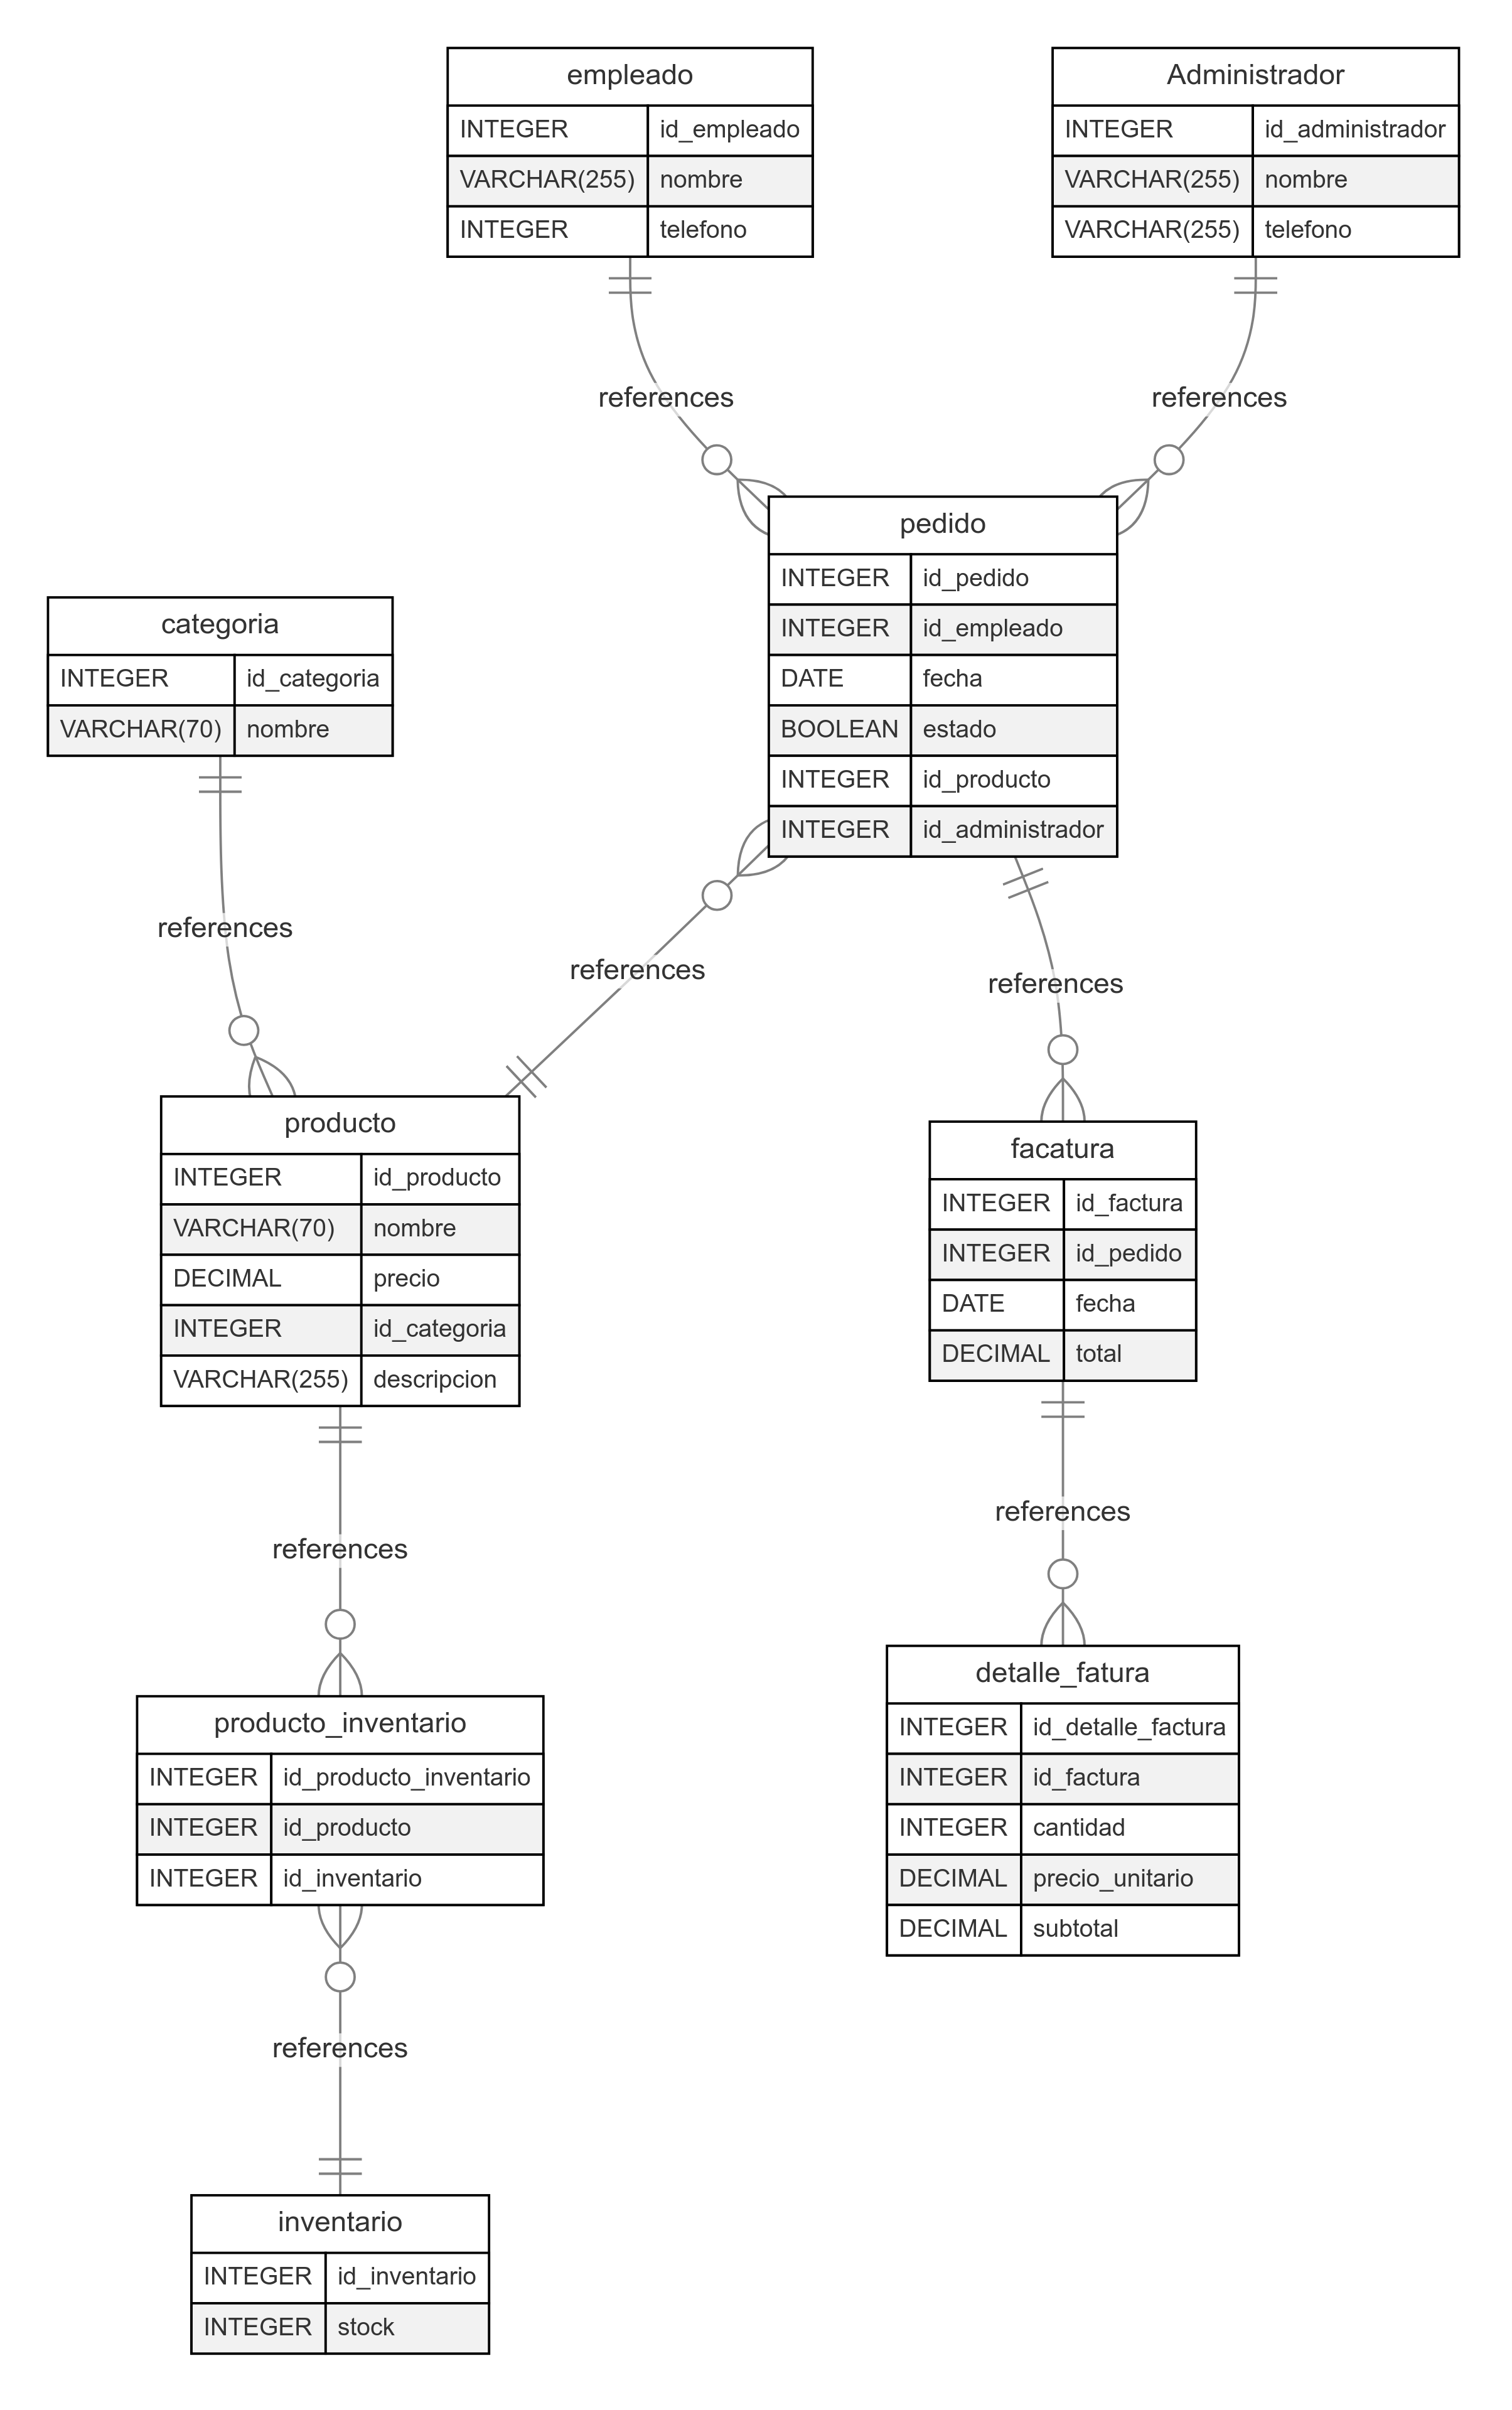 empleado
INTEGER id_empleado
VARCHAR(255) nombre
INTEGER telefono
Administrador
INTEGER id_administrador
VARCHAR(255) nombre
VARCHAR(255) telefono
references
references
pedido
INTEGER id_pedido
INTEGER id_empleado
DATE fecha
BOOLEAN estado
INTEGER id_producto
INTEGER id_administrador
categoria
INTEGER id_categoria
VARCHAR(70) nombre
references
references
references
producto
INTEGER id_producto
VARCHAR(70) nombre
DECIMAL precio
INTEGER id_categoria
VARCHAR(255) descripcion
facatura
INTEGER id_factura
INTEGER id_pedido
DATE fecha
DECIMAL total
references
references
producto_inventario
INTEGER id_producto_inventario
INTEGER id_producto
INTEGER id_inventario
detalle_fatura
INTEGER id_detalle_factura
INTEGER id_factura
INTEGER cantidad
DECIMAL precio_unitario
DECIMAL subtotal
references
inventario
INTEGER id_inventario
INTEGER stock